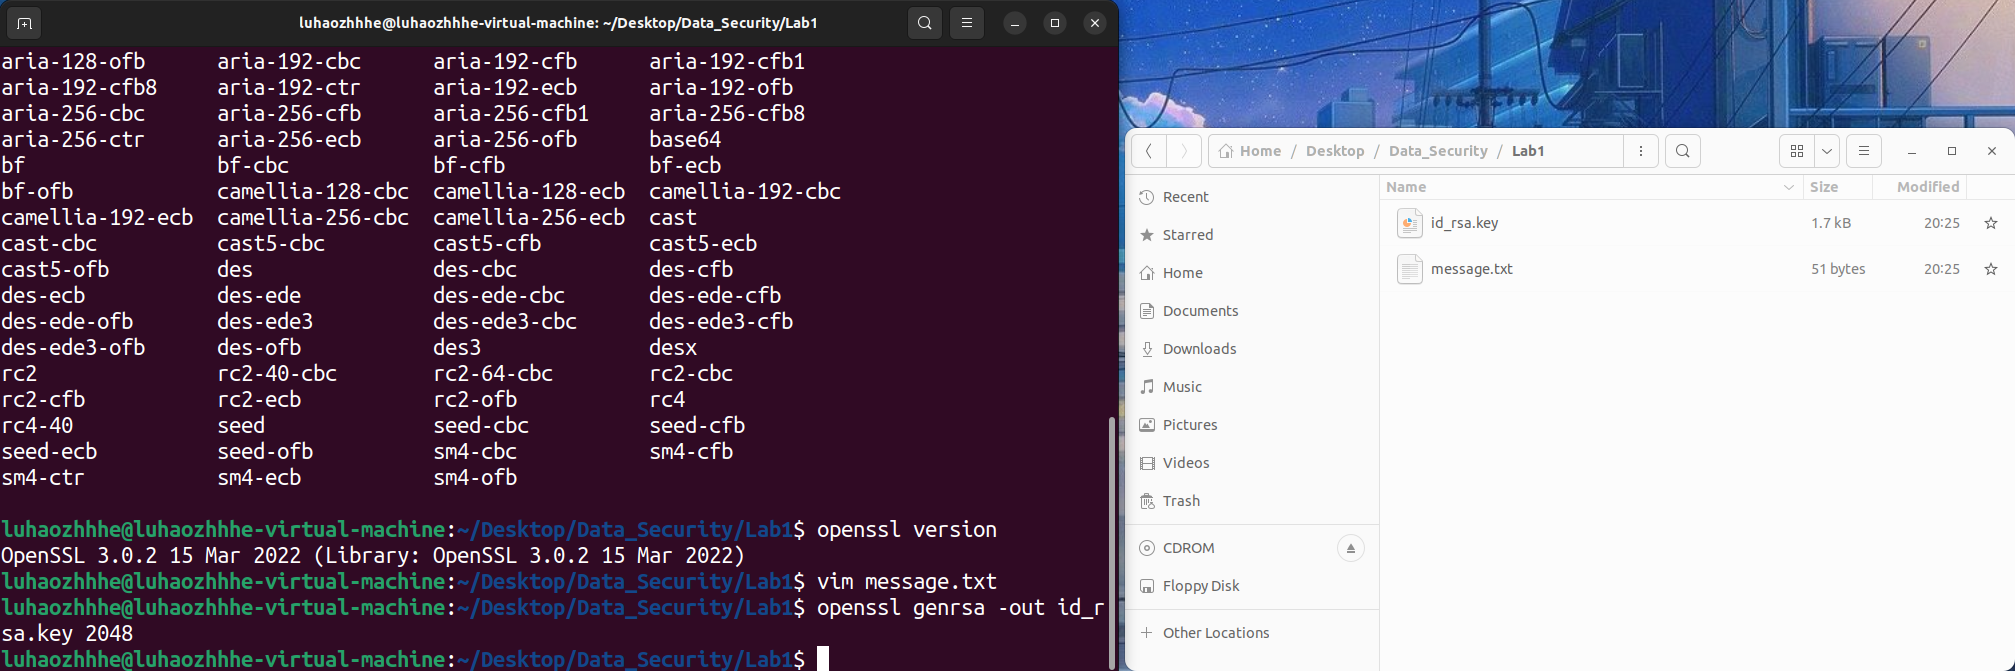 luhaozhhhe@luhaozhhhe-virtual-machine: ~/Desktop/Data_Security/Lab1
aria-128-ofb aria-192-cbc aria-192-cfb aria-192-cfb1
aria-192-cfb8 aria-192-ctr aria-192-ecb aria-192-ofb
aria-256-cbc aria-256-cfb aria-256-cfb1 aria-256-cfb8
aria-256-ctr aria-256-ecb aria-256-ofb base64
bf bf-cbc bf-cfb bf-ecb
bf-ofb camellia-128-cbc camellia-128-ecb camellia-192-cbc
camellia-192-ecb camellia-256-cbc camellia-256-ecb cast
cast-cbc cast5-cbc cast5-cfb cast5-ecb
cast5-ofb des des-cbc des-cfb
des-ecb des-ede des-ede-cbc des-ede-cfb
des-ede-ofb des-ede3 des-ede3-cbc des-ede3-cfb
des-ede3-ofb des-ofb des3 desx
rc2 rc2-40-cbc rc2-64-cbc rc2-cbc
rc2-cfb rc2-ecb rc2-ofb rc4
rc4-40 seed seed-cbc seed-cfb
seed-ecb seed-ofb sm4-cbc sm4-cfb
sm4-ctr sm4-ecb sm4-ofb
luhaozhhhe@luhaozhhhe-virtual-machine:~/Desktop/Data_Security/Lab1$ openssl version
OpenSSL 3.0.2 15 Mar 2022 (Library: OpenSSL 3.0.2 15 Mar 2022)
luhaozhhhe@luhaozhhhe-virtual-machine:~/Desktop/Data_Security/Lab1$ vim message.txt
luhaozhhhe@luhaozhhhe-virtual-machine:~/Desktop/Data_Security/Lab1$ openssl genrsa -out id_r
sa.key 2048
luhaozhhhe@luhaozhhhe-virtual-machine:~/Desktop/Data_Security/Lab1$
Home / Desktop / Data_Security / Lab1
Recent
Starred
Home
Documents
Downloads
Music
Pictures
Videos
Trash
CDROM
Floppy Disk
+ Other Locations
Name Size Modified
id_rsa.key 1.7 kB 20:25
message.txt 51 bytes 20:25